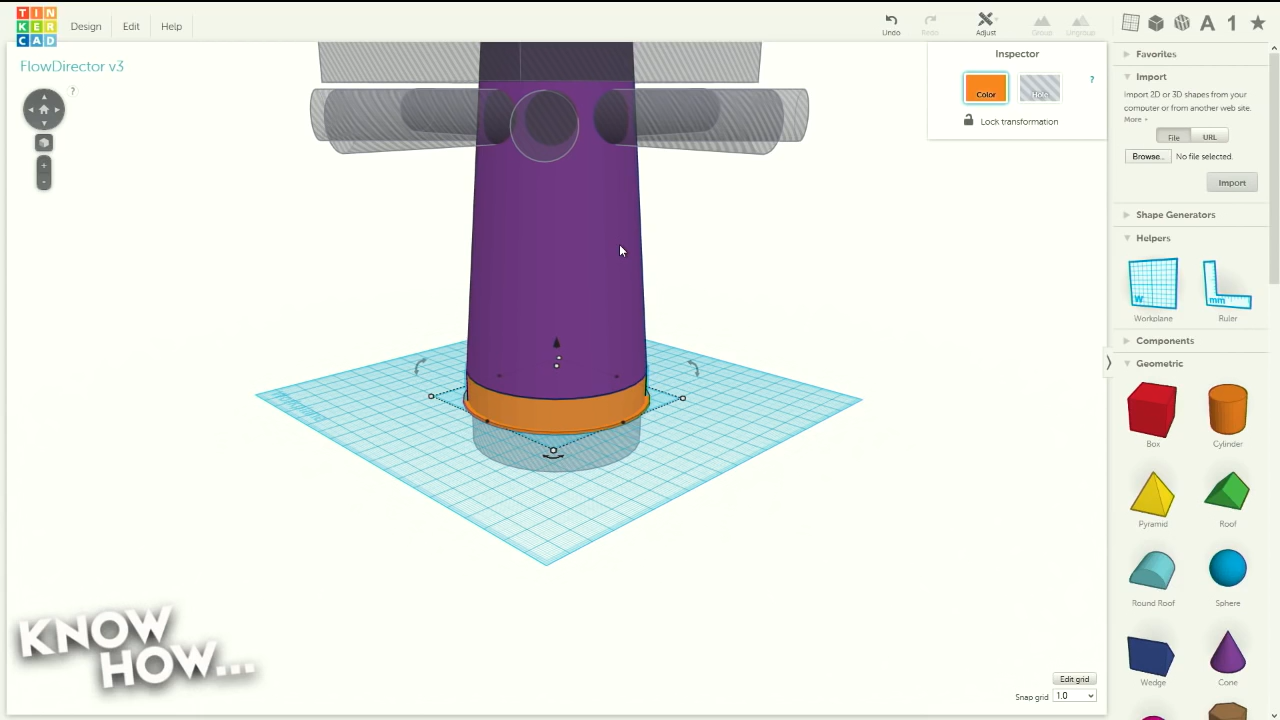 TIN
KER
CAD
Design
Edit
Help
Undo
Redo
Adjust
Group
Ungroup
A
1
FlowDirector v3
?
+
-
Inspector
Color
Hole
?
Lock transformation
Favorites
Import
Import 2D or 3D shapes from your
computer or from another web site.
More +
File
URL
Browse...
No file selected.
Import
Shape Generators
Helpers
W
mm
Workplane
Ruler
Components
Geometric
Box
Cylinder
Pyramid
Roof
Round Roof
Sphere
Wedge
Cone
Edit grid
Snap grid
1.0
KNOW
HOW...